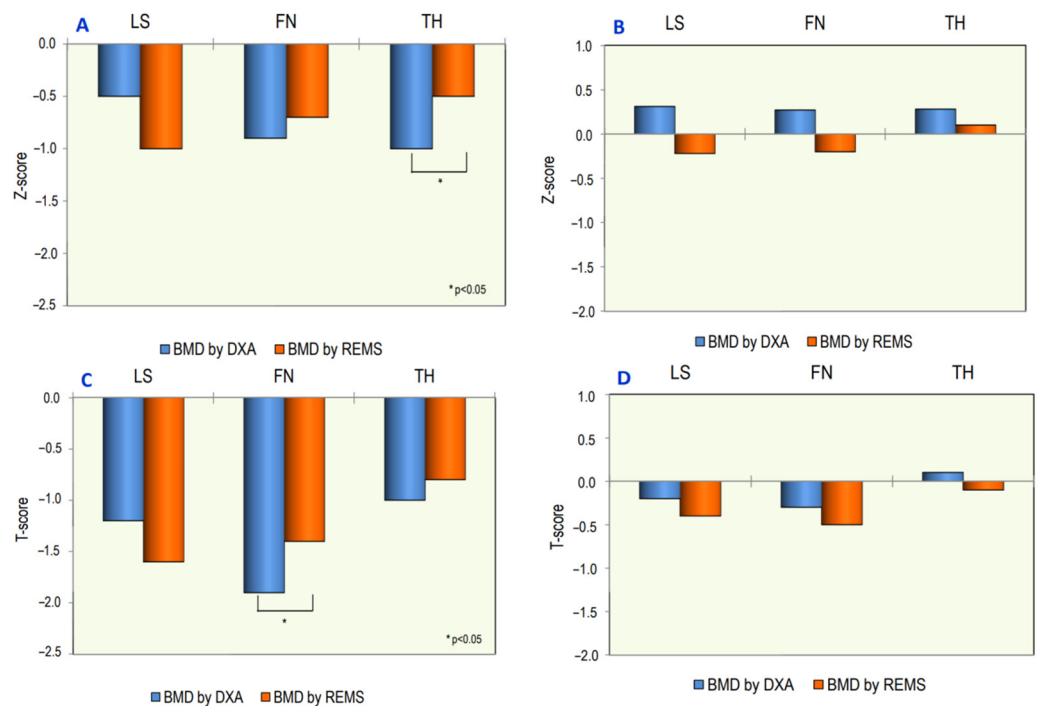 A
LS FN TH
0.0
−0.5
−1.0
−1.5
−2.0
−2.5
Z-score
*
* p<0.05
BMD by DXA BMD by REMS
B
LS FN TH
1.0
0.5
0.0
−0.5
−1.0
−1.5
−2.0
Z-score
BMD by DXA BMD by REMS
C
LS FN TH
0.0
−0.5
−1.0
−1.5
−2.0
−2.5
T-score
*
* p<0.05
BMD by DXA BMD by REMS
D
LS FN TH
1.0
0.5
0.0
−0.5
−1.0
−1.5
−2.0
T-score
BMD by DXA BMD by REMS